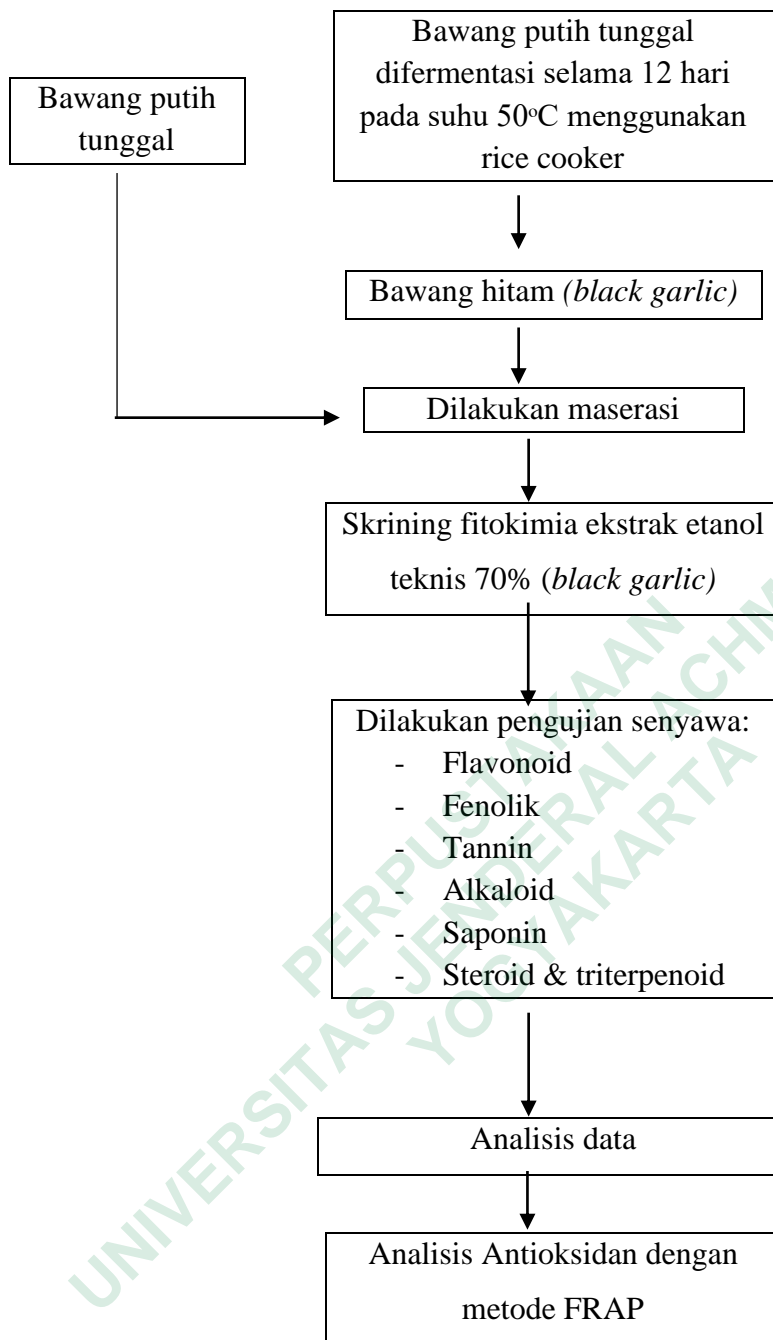 Bawang putih tunggal
difermentasi selama 12 hari
pada suhu 50°C menggunakan
rice cooker
Bawang putih
tunggal
Bawang hitam (black garlic)
Dilakukan maserasi
Skrining fitokimia ekstrak etanol
teknis 70% (black garlic)
Dilakukan pengujian senyawa:
- Flavonoid
- Fenolik
- Tannin
- Alkaloid
- Saponin
- Steroid & triterpenoid
Analisis data
Analisis Antioksidan dengan
metode FRAP
PERPUSTAKAAN
UNIVERSITAS JENDERAL
YOGYAKARTA